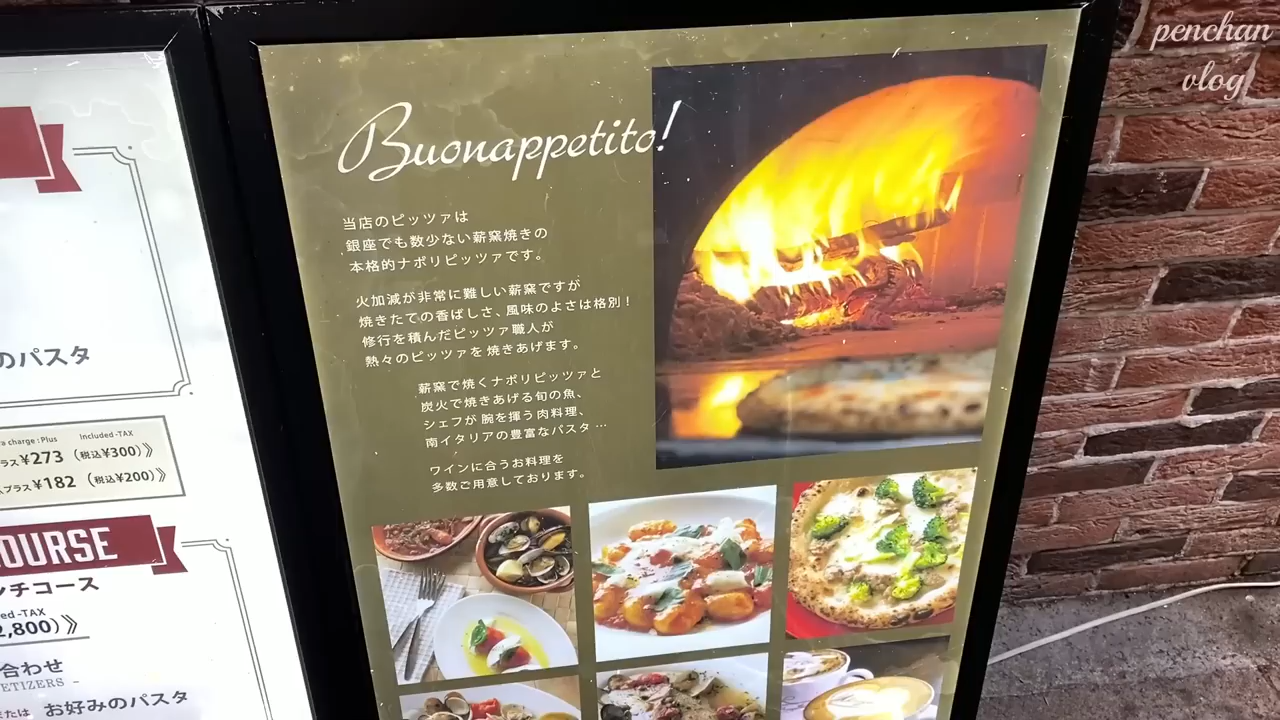 penchan
vlog
Buonappetito!
当店のピッツァは
銀座でも数少ない薪窯焼きの
本格的ナポリピッツァです。
火加減が非常に難しい薪窯ですが
焼きたての香ばしさ、風味のよさは格別！
修行を積んだピッツァ職人が
熱々のピッツァを焼きあげます。
薪窯で焼くナポリピッツァと
炭火で焼きあげる旬の魚、
シェフが腕を揮う肉料理、
南イタリアの豊富なパスタ…
ワインに合うお料理を
多数ご用意しております。
のパスタ
ra charge : Plus Included -TAX
ラス¥273（税込¥300）》
プラス¥182（税込¥200）》
OURSE
ンチコース
ed -TAX
2,800）》
合わせ
ETIZERS -
または お好みのパスタ